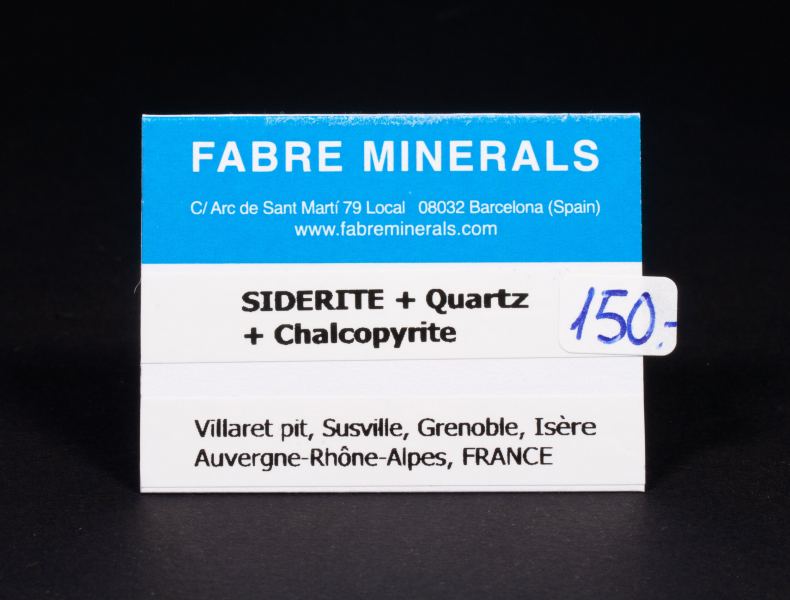 FABRE MINERALS
C/ Arc de Sant Martí 79 Local 08032 Barcelona (Spain)
www.fabreminerals.com
SIDERITE + Quartz
+ Chalcopyrite
150.-
Villaret pit, Susville, Grenoble, Isère
Auvergne-Rhône-Alpes, FRANCE